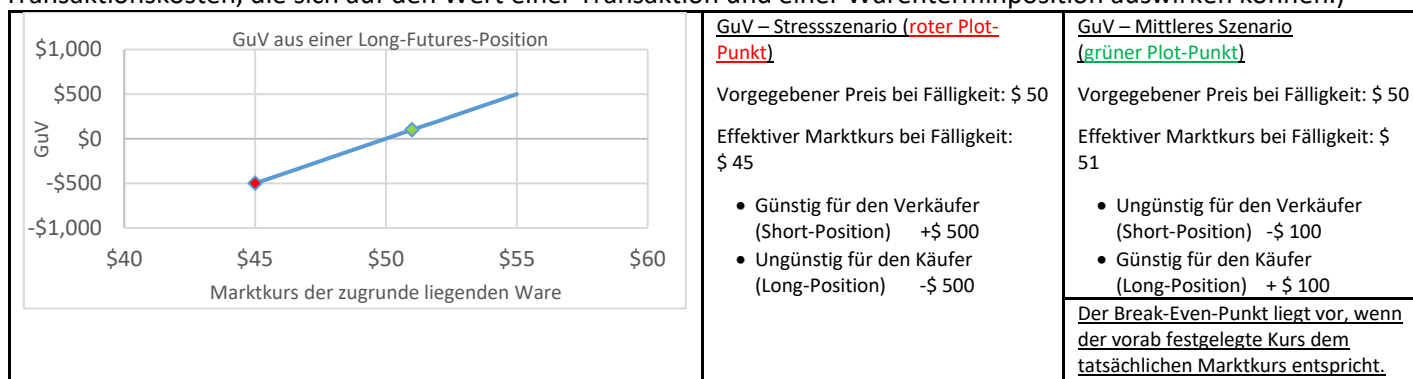 Transaktionskosten, die sich auf den Wert einer Transaktion und einer Warenterminposition auswirken können.)
GuV aus einer Long-Futures-Position
$1,000
$500
$0
-$500
-$1,000
GuV
$40 $45 $50 $55 $60
Marktkurs der zugrunde liegenden Ware
GuV – Stressszenario (roter Plot-
Punkt)
Vorgegebener Preis bei Fälligkeit: $ 50
Effektiver Marktkurs bei Fälligkeit:
$ 45
• Günstig für den Verkäufer
(Short-Position) +$ 500
• Ungünstig für den Käufer
(Long-Position) -$ 500
GuV – Mittleres Szenario
(grüner Plot-Punkt)
Vorgegebener Preis bei Fälligkeit: $ 50
Effektiver Marktkurs bei Fälligkeit: $
51
• Ungünstig für den Verkäufer
(Short-Position) -$ 100
• Günstig für den Käufer
(Long-Position) + $ 100
Der Break-Even-Punkt liegt vor, wenn
der vorab festgelegte Kurs dem
tatsächlichen Marktkurs entspricht.